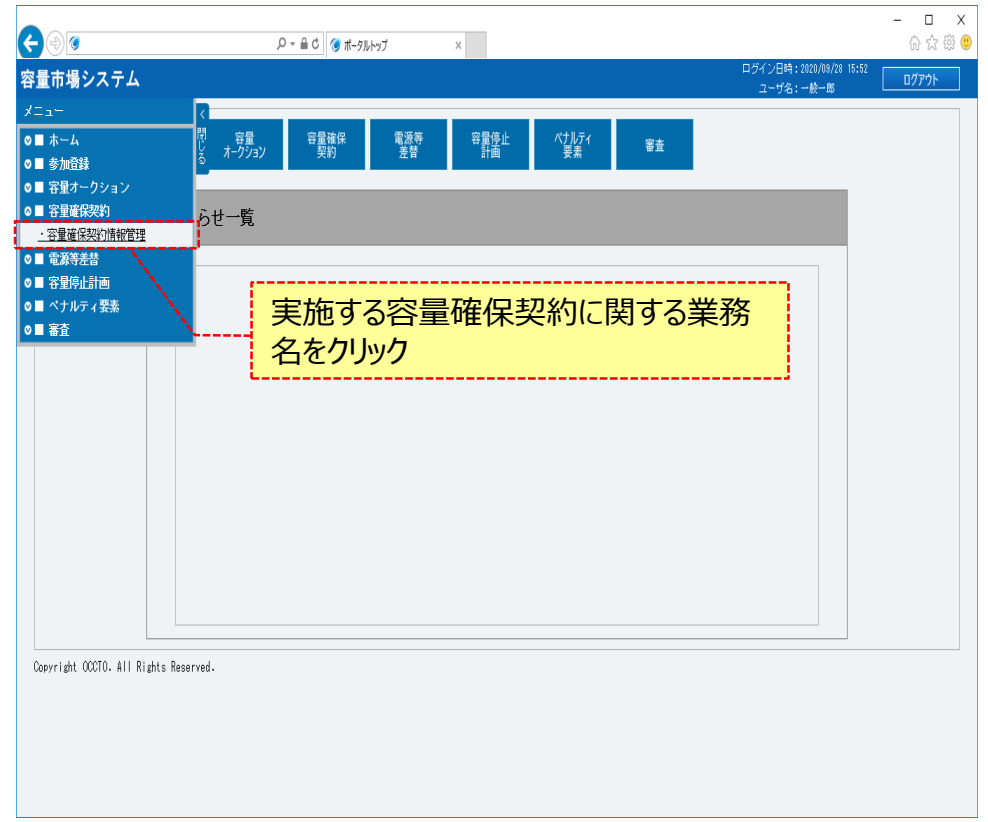 ポータルトップ
容量市場システム
ログイン日時：2020/09/28 15:52
ユーザ名：一般一郎
ログアウト
メニュー
ホーム
参加登録
容量オークション
容量確保契約
・容量確保契約情報管理
電源等差替
容量停止計画
ペナルティ要素
審査
閉じる
容量
オークション
容量確保
契約
電源等
差替
容量停止
計画
ペナルティ
要素
審査
らせ一覧
実施する容量確保契約に関する業務
名をクリック
Copyright OCCTO. All Rights Reserved.